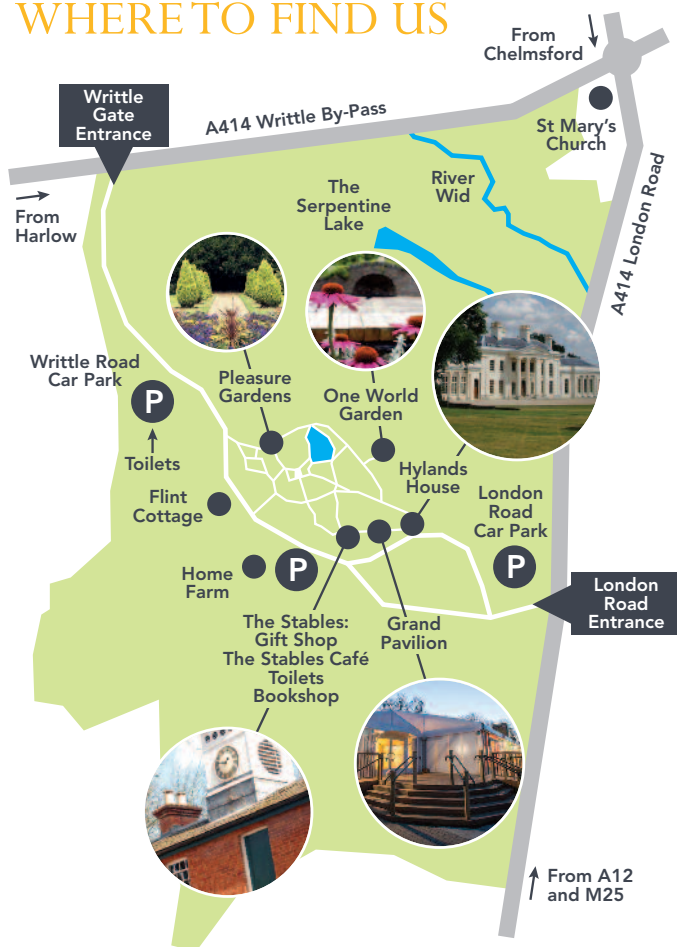 WHERE TO FIND US
From
Chelmsford
Writtle
Gate
Entrance
A414 Writtle By-Pass
St Mary's
Church
From
Harlow
The
Serpentine
Lake
River
Wid
A414 London Road
Writtle Road
Car Park
P
Toilets
Pleasure
Gardens
One World
Garden
Hylands
House
Flint
Cottage
London
Road
Car Park
P
Home
Farm
P
London
Road
Entrance
The Stables:
Gift Shop
The Stables Café
Toilets
Bookshop
Grand
Pavilion
From A12
and M25